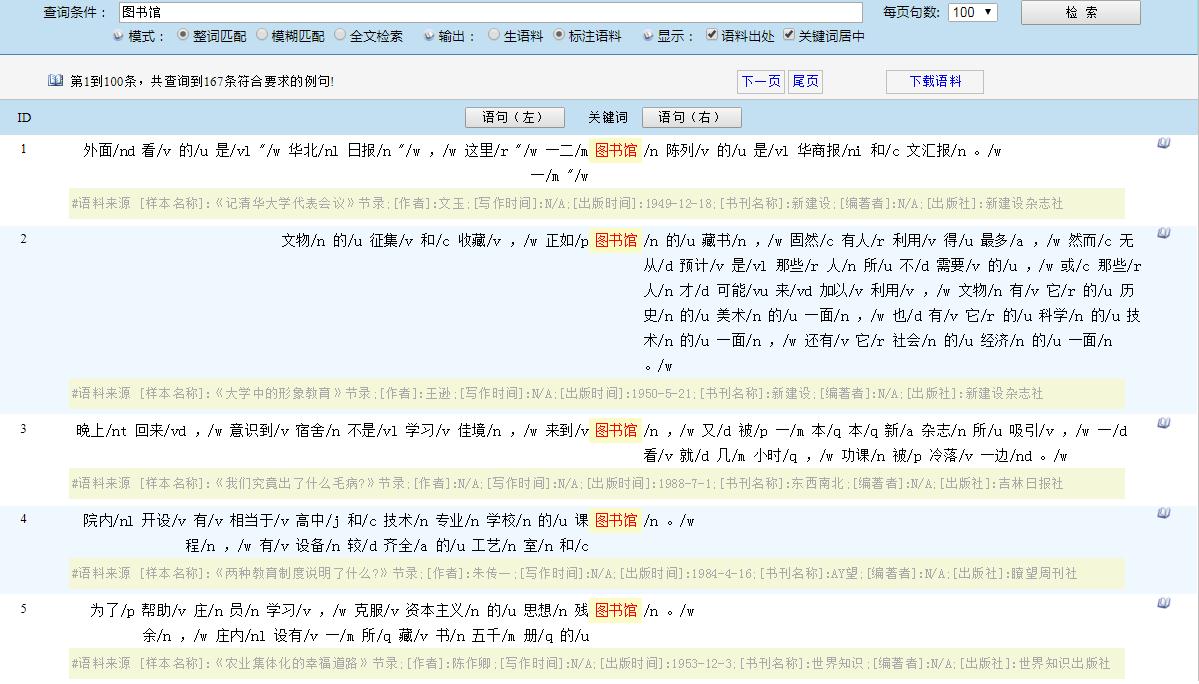 查询条件： 图书馆 每页句数: 100 检 索
模式： 整词匹配 模糊匹配 全文检索 输出： 生语料 标注语料 显示： 语料出处 关键词居中
第1到100条，共查询到167条符合要求的例句! 下一页 尾页 下载语料
ID 语句（左） 关键词 语句（右）
1 外面/nd 看/v 的/u 是/vl "/w 华北/nl 日报/n "/w ，/w 这里/r "/w 一二/m 图书馆 /n 陈列/v 的/u 是/vl 华商报/ni 和/c 文汇报/n 。/w
一/m "/w
#语料来源 [样本名称]:《记清华大学代表会议》节录;[作者]:文玉;[写作时间]:N/A;[出版时间]:1949-12-18;[书刊名称]:新建设;[编著者]:N/A;[出版社]:新建设杂志社
2 文物/n 的/u 征集/v 和/c 收藏/v ，/w 正如/p 图书馆 /n 的/u 藏书/n ，/w 固然/c 有人/r 利用/v 得/u 最多/a ，/w 然而/c 无
从/d 预计/v 是/vl 那些/r 人/n 所/u 不/d 需要/v 的/u ，/w 或/c 那些/r
人/n 才/d 可能/vu 来/vd 加以/v 利用/v ，/w 文物/n 有/v 它/r 的/u 历
史/n 的/u 美术/n 的/u 一面/n ，/w 也/d 有/v 它/r 的/u 科学/n 的/u 技
术/n 的/u 一面/n ，/w 还有/v 它/r 社会/n 的/u 经济/n 的/u 一面/n
。/w
#语料来源 [样本名称]:《大学中的形象教育》节录;[作者]:王逊;[写作时间]:N/A;[出版时间]:1950-5-21;[书刊名称]:新建设;[编著者]:N/A;[出版社]:新建设杂志社
3 晚上/nt 回来/vd ，/w 意识到/v 宿舍/n 不是/vl 学习/v 佳境/n ，/w 来到/v 图书馆 /n ，/w 又/d 被/p 一/m 本/q 本/q 新/a 杂志/n 所/u 吸引/v ，/w 一/d
看/v 就/d 几/m 小时/q ，/w 功课/n 被/p 冷落/v 一边/nd 。/w
#语料来源 [样本名称]:《我们究竟出了什么毛病?》节录;[作者]:N/A;[写作时间]:N/A;[出版时间]:1988-7-1;[书刊名称]:东西南北;[编著者]:N/A;[出版社]:吉林日报社
4 院内/nl 开设/v 有/v 相当于/v 高中/j 和/c 技术/n 专业/n 学校/n 的/u 课 图书馆 /n 。/w
程/n ，/w 有/v 设备/n 较/d 齐全/a 的/u 工艺/n 室/n 和/c
#语料来源 [样本名称]:《两种教育制度说明了什么?》节录;[作者]:朱传一;[写作时间]:N/A;[出版时间]:1984-4-16;[书刊名称]:AY望;[编著者]:N/A;[出版社]:瞭望周刊社
5 为了/p 帮助/v 庄/n 员/n 学习/v ，/w 克服/v 资本主义/n 的/u 思想/n 残 图书馆 /n 。/w
余/n ，/w 庄内/nl 设有/v 一/m 所/q 藏/v 书/n 五千/m 册/q 的/u
#语料来源 [样本名称]:《农业集体化的幸福道路》节录;[作者]:陈作卿;[写作时间]:N/A;[出版时间]:1953-12-3;[书刊名称]:世界知识;[编著者]:N/A;[出版社]:世界知识出版社